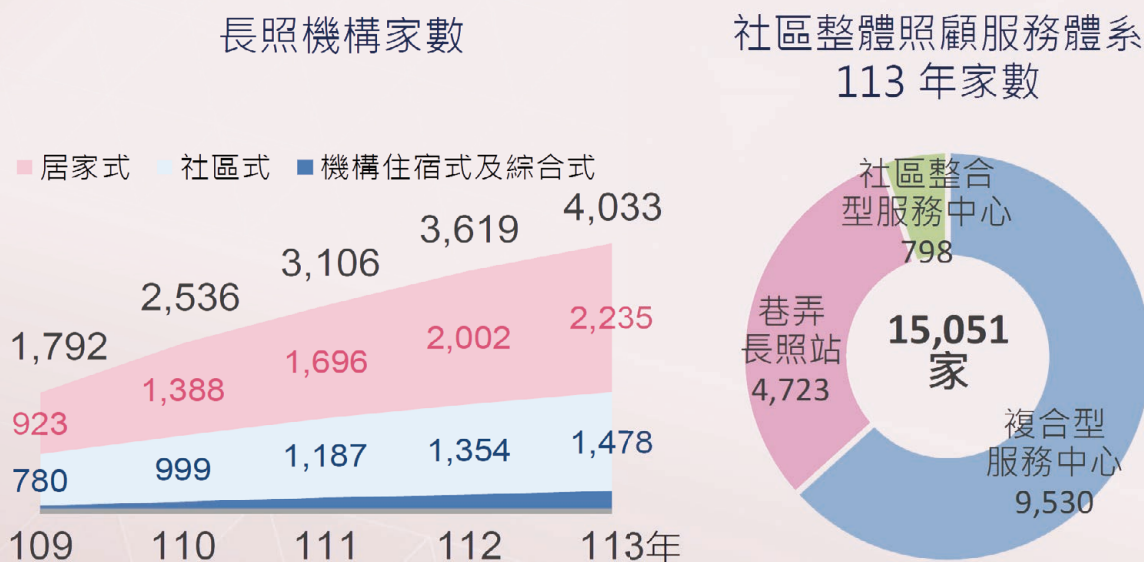 長照機構家數
居家式 社區式 機構住宿式及綜合式
1,792 2,536 3,106 3,619 4,033
923 1,388 1,696 2,002 2,235
780 999 1,187 1,354 1,478
109 110 111 112 113年
社區整體照顧服務體系
113 年家數
社區整合
型服務中心
798
巷弄
長照站
4,723
15,051
家
複合型
服務中心
9,530